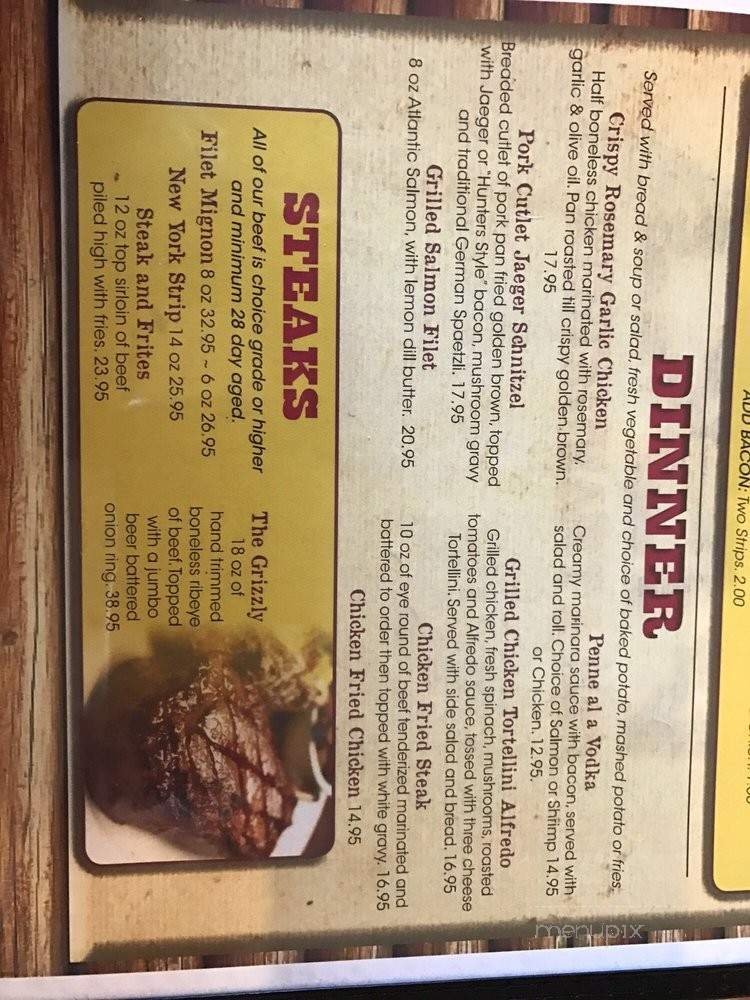 ADD BACON: Two Strips. 2.00
DINNER
Served with bread & soup or salad, fresh vegetable and choice of baked potato, mashed potato or fries.
Crispy Rosemary Garlic Chicken
Half boneless chicken marinated with rosemary,
garlic & olive oil. Pan roasted till crispy golden brown.
17.95
Pork Cutlet Jaeger Schnitzel
Breaded cutlet of pork pan fried golden brown, topped
with Jaeger or "Hunters Style" bacon, mushroom gravy
and traditional German Spaetzli. 17.95
Grilled Salmon Filet
8 oz Atlantic Salmon, with lemon dill butter. 20.95
Penne al a Vodka
Creamy marinara sauce with bacon, served with
salad and roll. Choice of Salmon or Shrimp 14.95
or Chicken. 12.95.
Grilled Chicken Tortellini Alfredo
Grilled chicken, fresh spinach, mushrooms, roasted
tomatoes and Alfredo sauce, tossed with three cheese
Tortellini. Served with side salad and bread. 16.95
Chicken Fried Steak
10 oz of eye round of beef tenderized marinated and
battered to order then topped with white gravy. 16.95
Chicken Fried Chicken 14.95
STEAKS
All of our beef is choice grade or higher
and minimum 28 day aged.
Filet Mignon 8 oz 32.95 ~ 6 oz 26.95
New York Strip 14 oz 25.95
Steak and Frites
12 oz top sirloin of beef
piled high with fries. 23.95
The Grizzly
18 oz of
hand trimmed
boneless ribeye
of beef. Topped
with a jumbo
beer battered
onion ring. 38.95
menupix